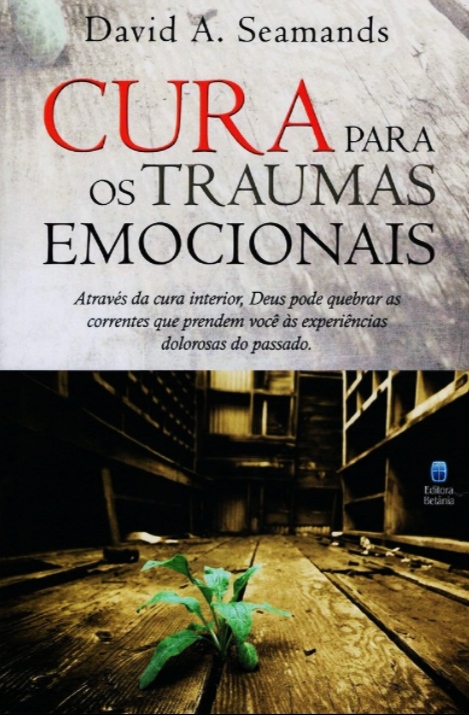 David A. Seamands
CURA PARA
OS TRAUMAS
EMOCIONAIS
Através da cura interior, Deus pode quebrar as
correntes que prendem você às experiências
dolorosas do passado.
Editora
Betânia